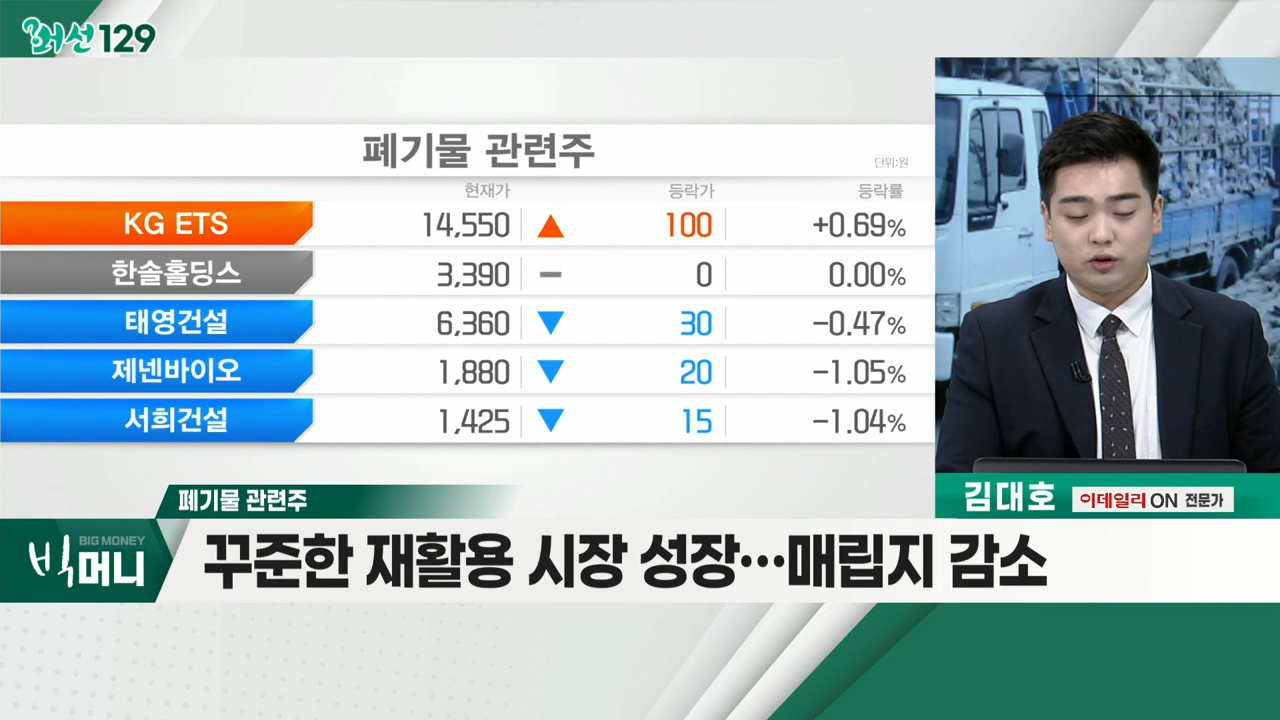 최선129
폐기물 관련주
단위:원
현재가 등락가 등락률
KG ETS 14,550 ▲ 100 +0.69%
한솔홀딩스 3,390 － 0 0.00%
태영건설 6,360 ▼ 30 -0.47%
제넨바이오 1,880 ▼ 20 -1.05%
서희건설 1,425 ▼ 15 -1.04%
김대호 이데일리ON 전문가
폐기물 관련주
BIG MONEY
빅머니
꾸준한 재활용 시장 성장…매립지 감소